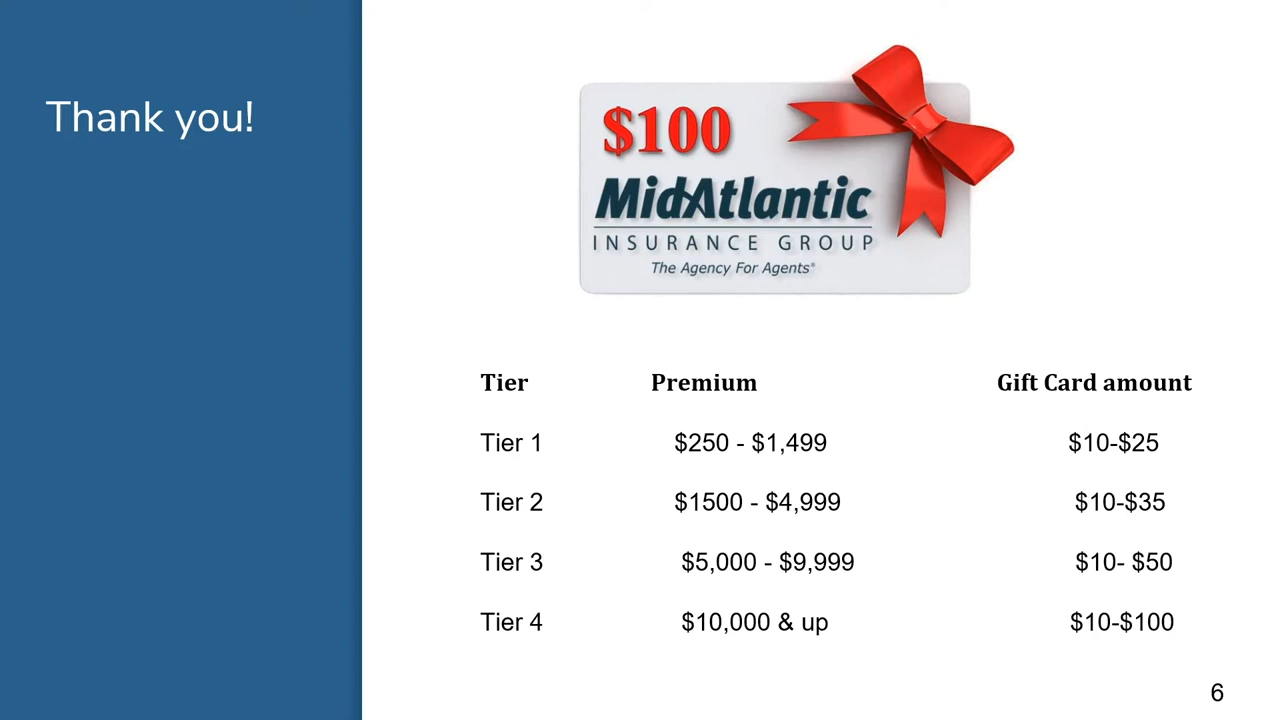 Thank you!
$100
MidAtlantic
INSURANCE GROUP
The Agency For Agents®
Tier Premium Gift Card amount
Tier 1 $250 - $1,499 $10-$25
Tier 2 $1500 - $4,999 $10-$35
Tier 3 $5,000 - $9,999 $10- $50
Tier 4 $10,000 & up $10-$100
6